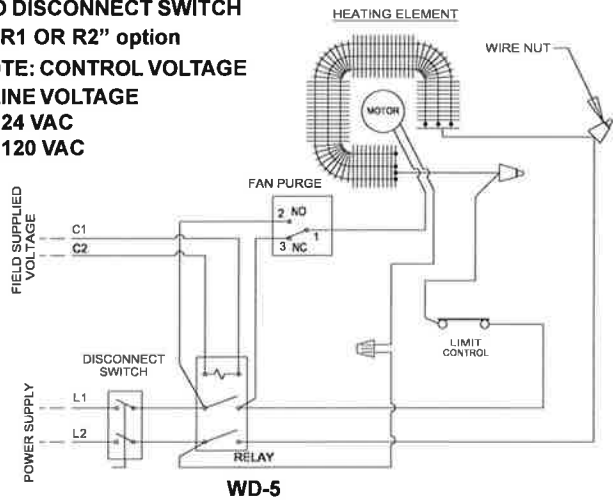 D DISCONNECT SWITCH
R1 OR R2” option
OTE: CONTROL VOLTAGE
LINE VOLTAGE
24 VAC
120 VAC
HEATING ELEMENT
WIRE NUT
MOTOR
FAN PURGE
2 NO
1
3 NC
FIELD SUPPLIED
VOLTAGE
C1
C2
LIMIT
CONTROL
DISCONNECT
SWITCH
POWER SUPPLY
L1
L2
RELAY
WD-5